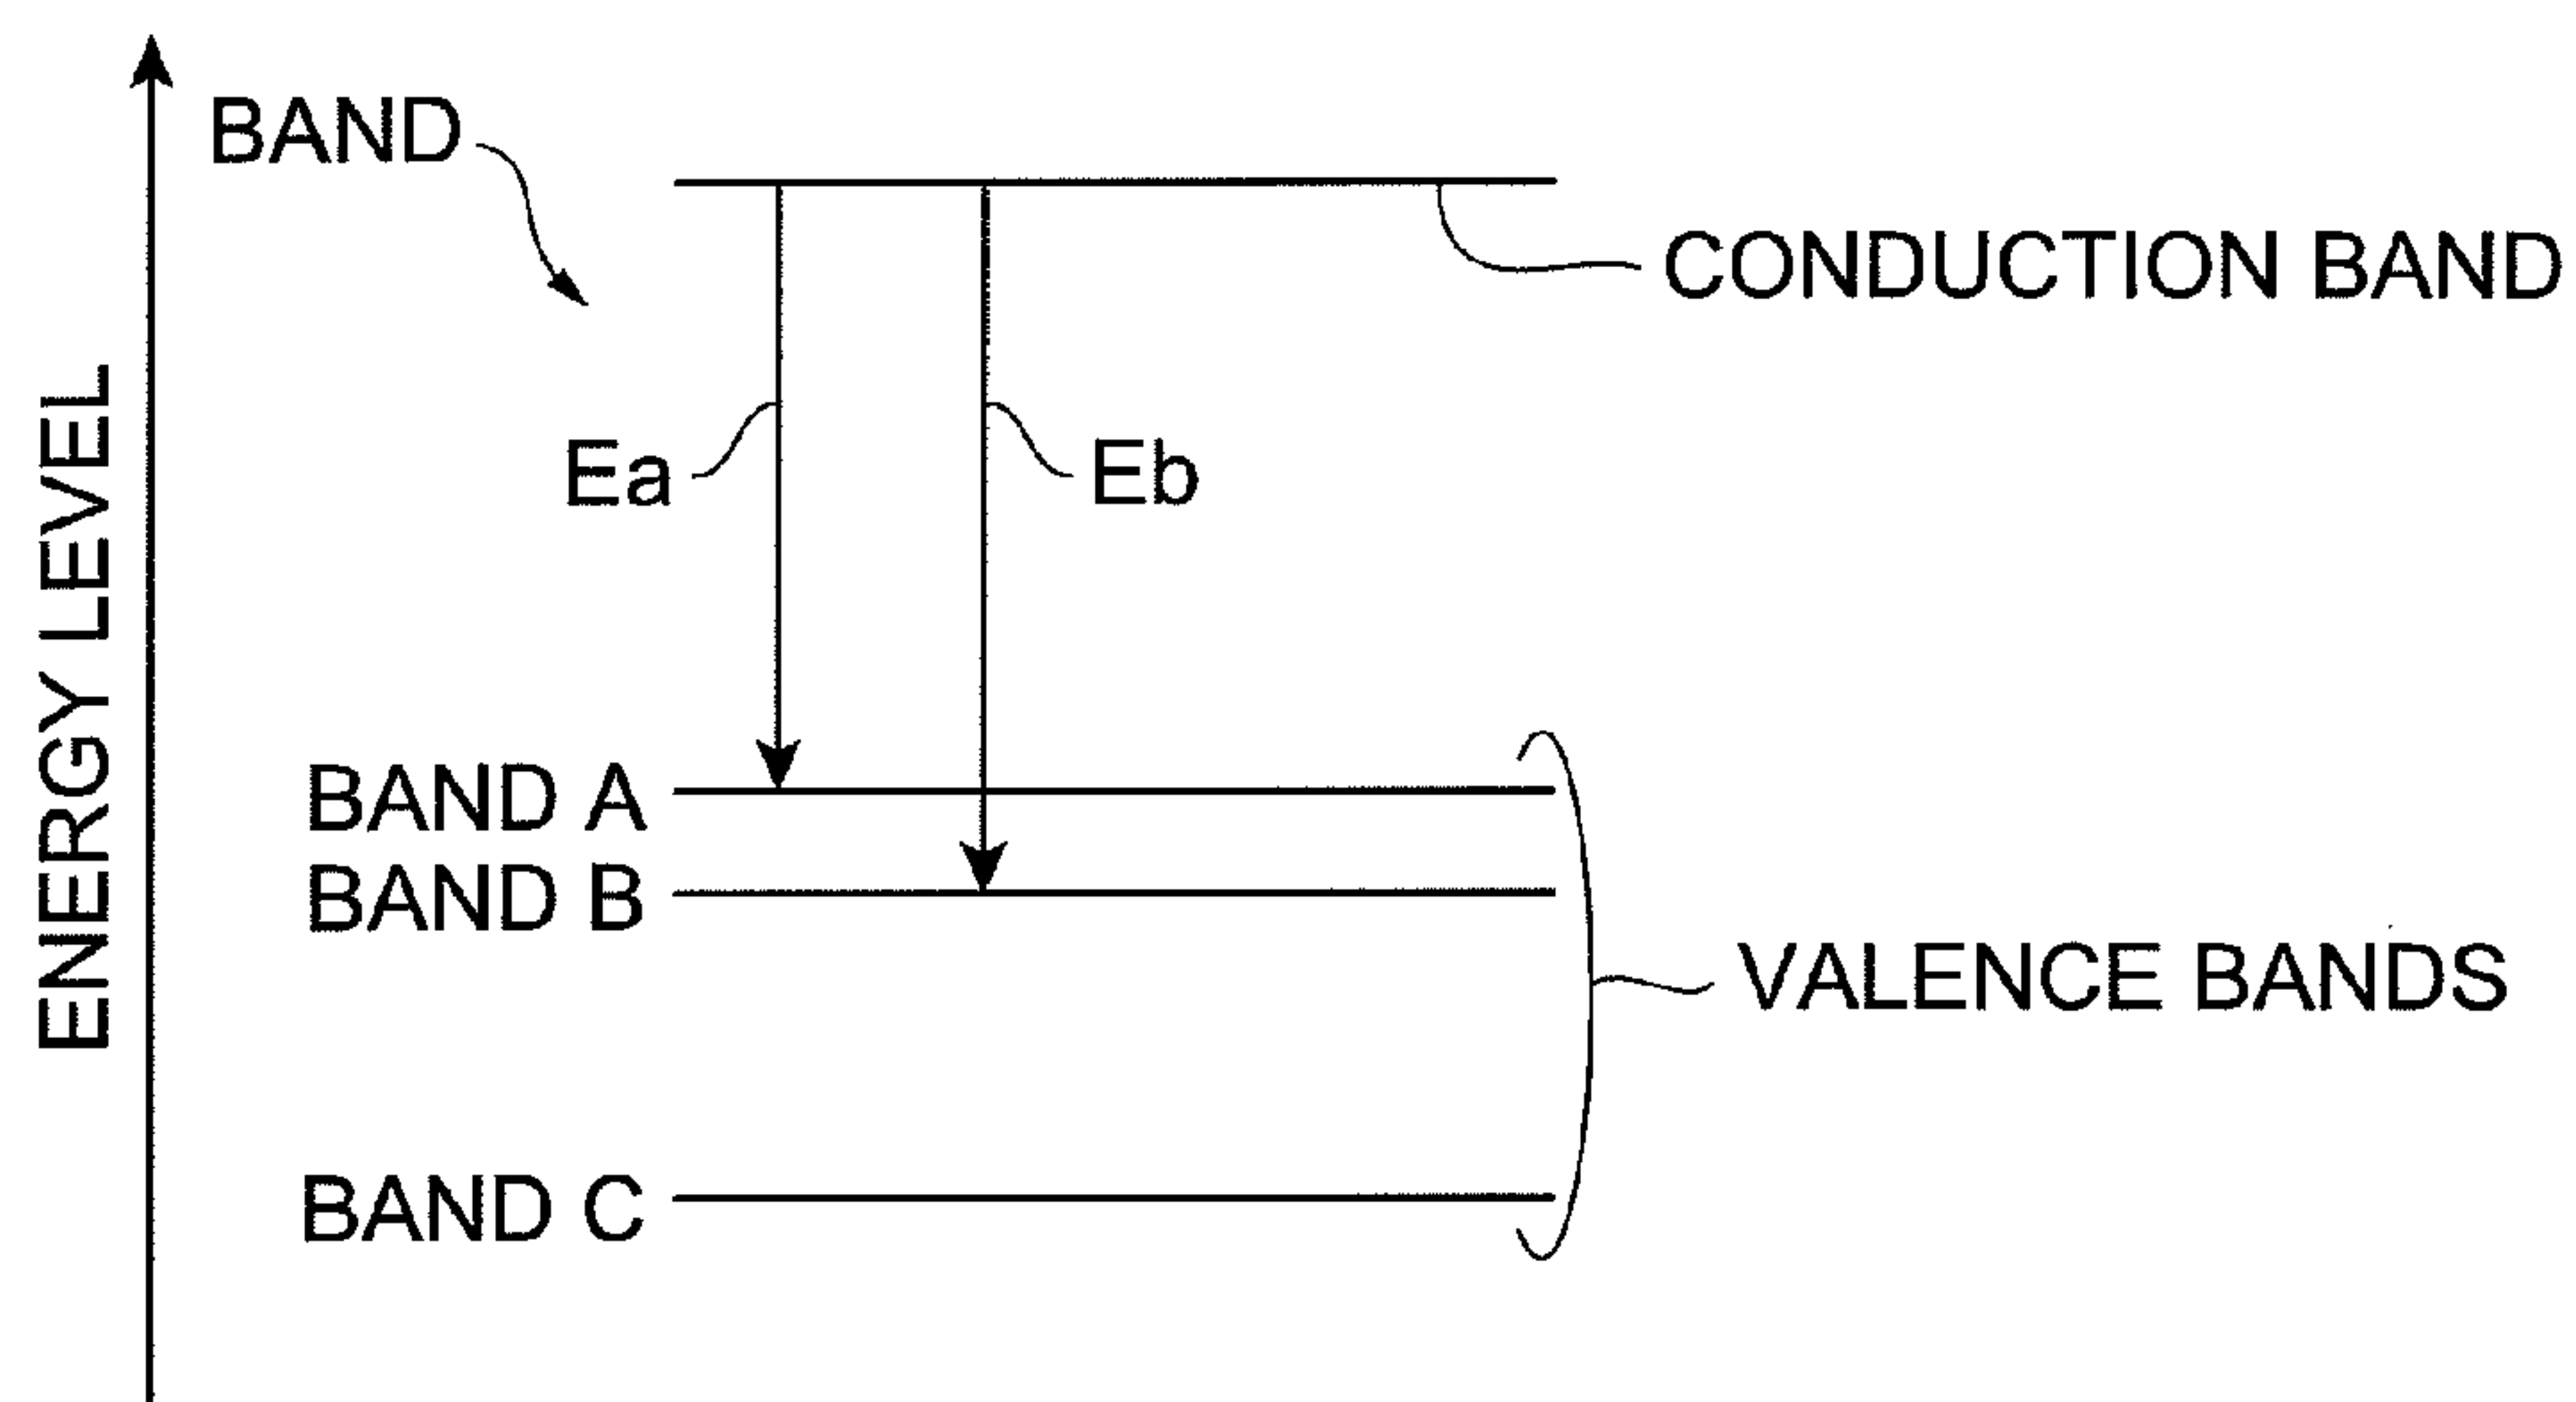 BAND
CONDUCTION BAND
Ea
Eb
ENERGY LEVEL
BAND A
BAND B
VALENCE BANDS
BAND C